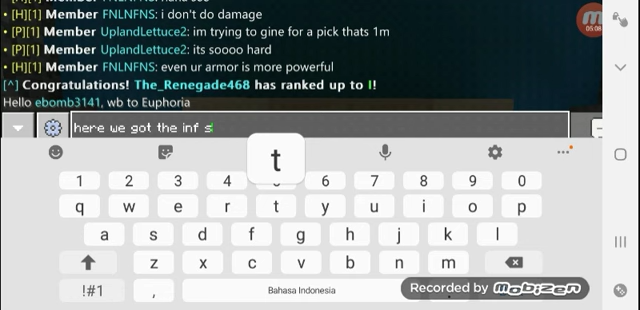 • [H][1] Member FNLNFNS: i don't do damage
• [P][1] Member UplandLettuce2: im trying to gine for a pick thats 1m
• [P][1] Member UplandLettuce2: its soooo hard
• [H][1] Member FNLNFNS: even ur armor is more powerful
[^] Congratulations! The_Renegade468 has ranked up to I!
Hello ebomb3141, wb to Euphoria
here we got the inf s
05:08
t
1 2 3 4 6 7 8 9 0
q w e r t y u i o p
a s d f g h j k l
z x c v b n m
!#1 , Bahasa Indonesia
Recorded by mobizen